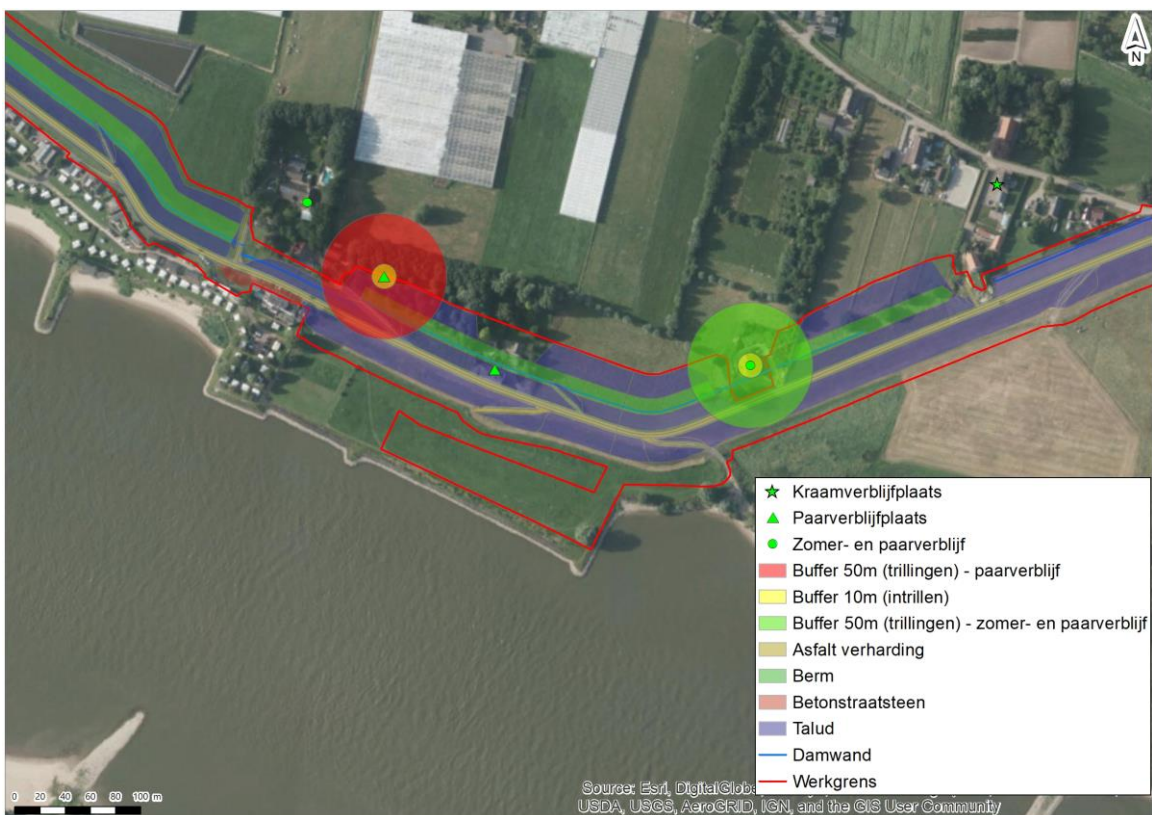 N
Kraamverblijfplaats
Paarverblijfplaats
Zomer- en paarverblijf
Buffer 50m (trillingen) - paarverblijf
Buffer 10m (intrillen)
Buffer 50m (trillingen) - zomer- en paarverblijf
Asfalt verharding
Berm
Betonstraatsteen
Talud
Damwand
Werkgrens
0 20 40 60 80 100 m
Source: Esri, DigitalGlobe,
USDA, USGS, AeroGRID, IGN, and the GIS User Community